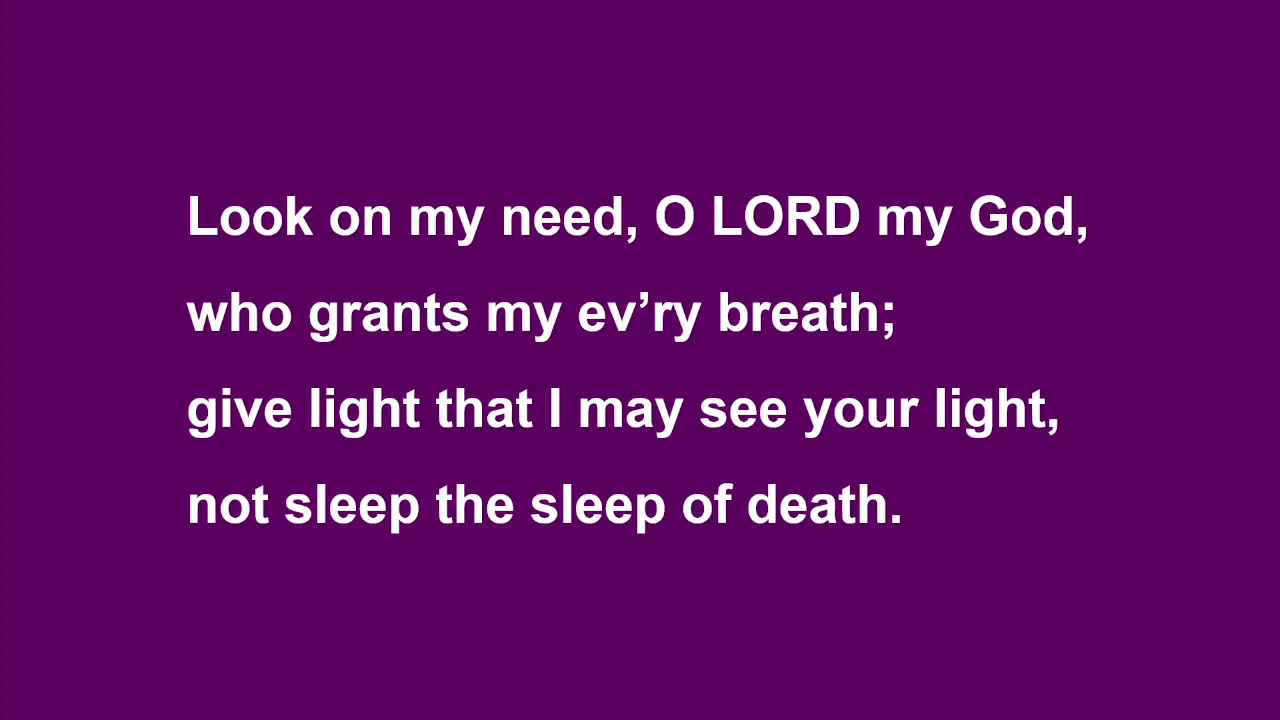 Look on my need, O LORD my God,
who grants my ev’ry breath;
give light that I may see your light,
not sleep the sleep of death.